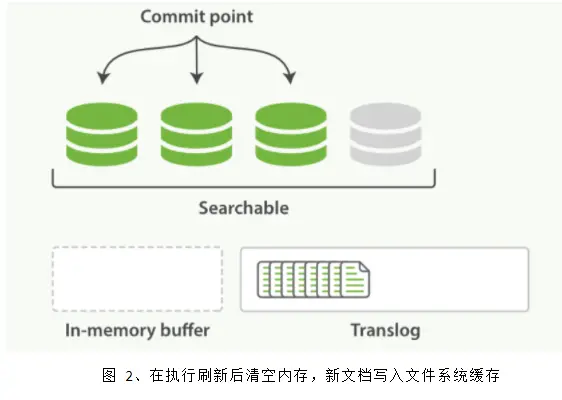 Commit point
Searchable
In-memory buffer
Translog
图 2、在执行刷新后清空内存，新文档写入文件系统缓存